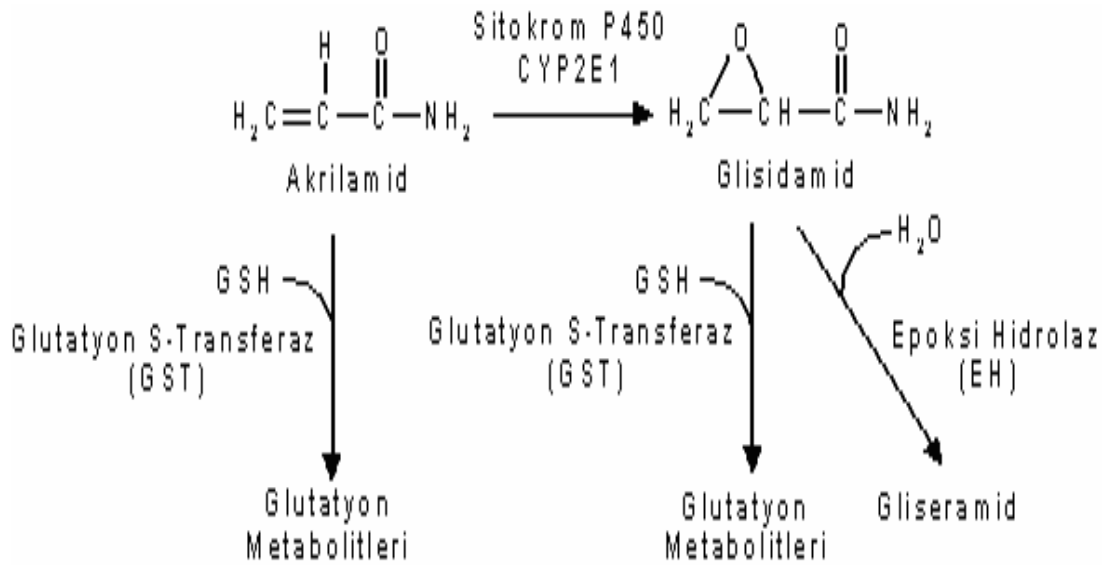 Sitokrom P450
CYP2E1
H O
H₂C=C—C—NH₂
O O
H₂C—CH—C—NH₂
Akrilamid
Glisidamid
GSH
Glutatyon S-Transferaz
(GST)
GSH
Glutatyon S-Transferaz
(GST)
H₂O
Epoksi Hidrolaz
(EH)
Glutatyon
Metabolitleri
Glutatyon
Metabolitleri
Gliseramid